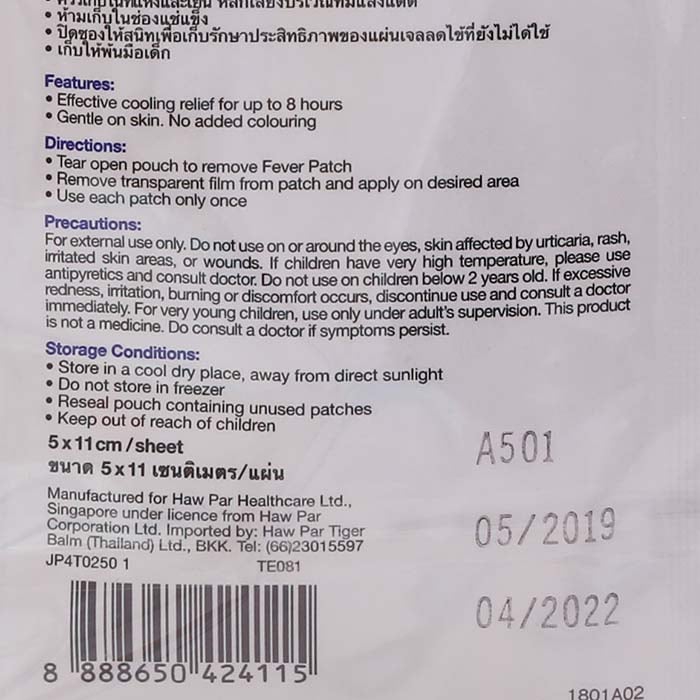 • ห้ามเก็บในช่องแช่แข็ง
• ปิดซองให้สนิทเพื่อเก็บรักษาประสิทธิภาพของแผ่นเจลลดไข้ที่ยังไม่ได้ใช้
• เก็บให้พ้นมือเด็ก
Features:
• Effective cooling relief for up to 8 hours
• Gentle on skin. No added colouring
Directions:
• Tear open pouch to remove Fever Patch
• Remove transparent film from patch and apply on desired area
• Use each patch only once
Precautions:
For external use only. Do not use on or around the eyes, skin affected by urticaria, rash,
irritated skin areas, or wounds. If children have very high temperature, please use
antipyretics and consult doctor. Do not use on children below 2 years old. If excessive
redness, irritation, burning or discomfort occurs, discontinue use and consult a doctor
immediately. For very young children, use only under adult's supervision. This product
is not a medicine. Do consult a doctor if symptoms persist.
Storage Conditions:
• Store in a cool dry place, away from direct sunlight
• Do not store in freezer
• Reseal pouch containing unused patches
• Keep out of reach of children
5 x 11 cm / sheet
ขนาด 5 x 11 เซนติเมตร/แผ่น
Manufactured for Haw Par Healthcare Ltd.,
Singapore under licence from Haw Par
Corporation Ltd. Imported by: Haw Par Tiger
Balm (Thailand) Ltd., BKK. Tel: (66)23015597
JP4T0250 1 TE081
A501
05/2019
04/2022
8 888650 424115
1801A02